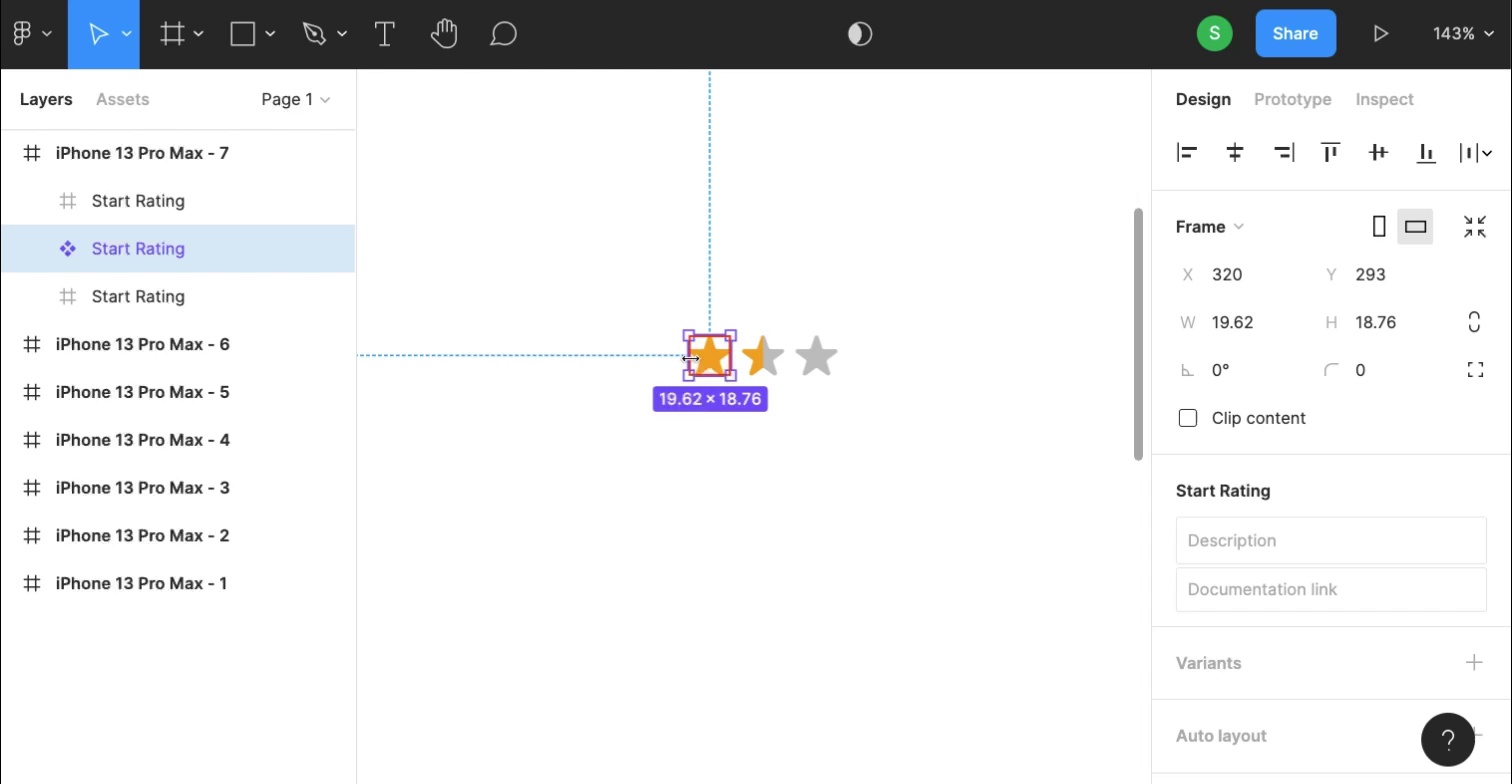 S
Share
143%
Layers
Assets
Page 1
Design
Prototype
Inspect
iPhone 13 Pro Max - 7
Start Rating
Start Rating
Start Rating
iPhone 13 Pro Max - 6
iPhone 13 Pro Max - 5
iPhone 13 Pro Max - 4
iPhone 13 Pro Max - 3
iPhone 13 Pro Max - 2
iPhone 13 Pro Max - 1
19.62 × 18.76
Frame
X 320 Y 293
W 19.62 H 18.76
0° 0
Clip content
Start Rating
Description
Documentation link
Variants
Auto layout
?